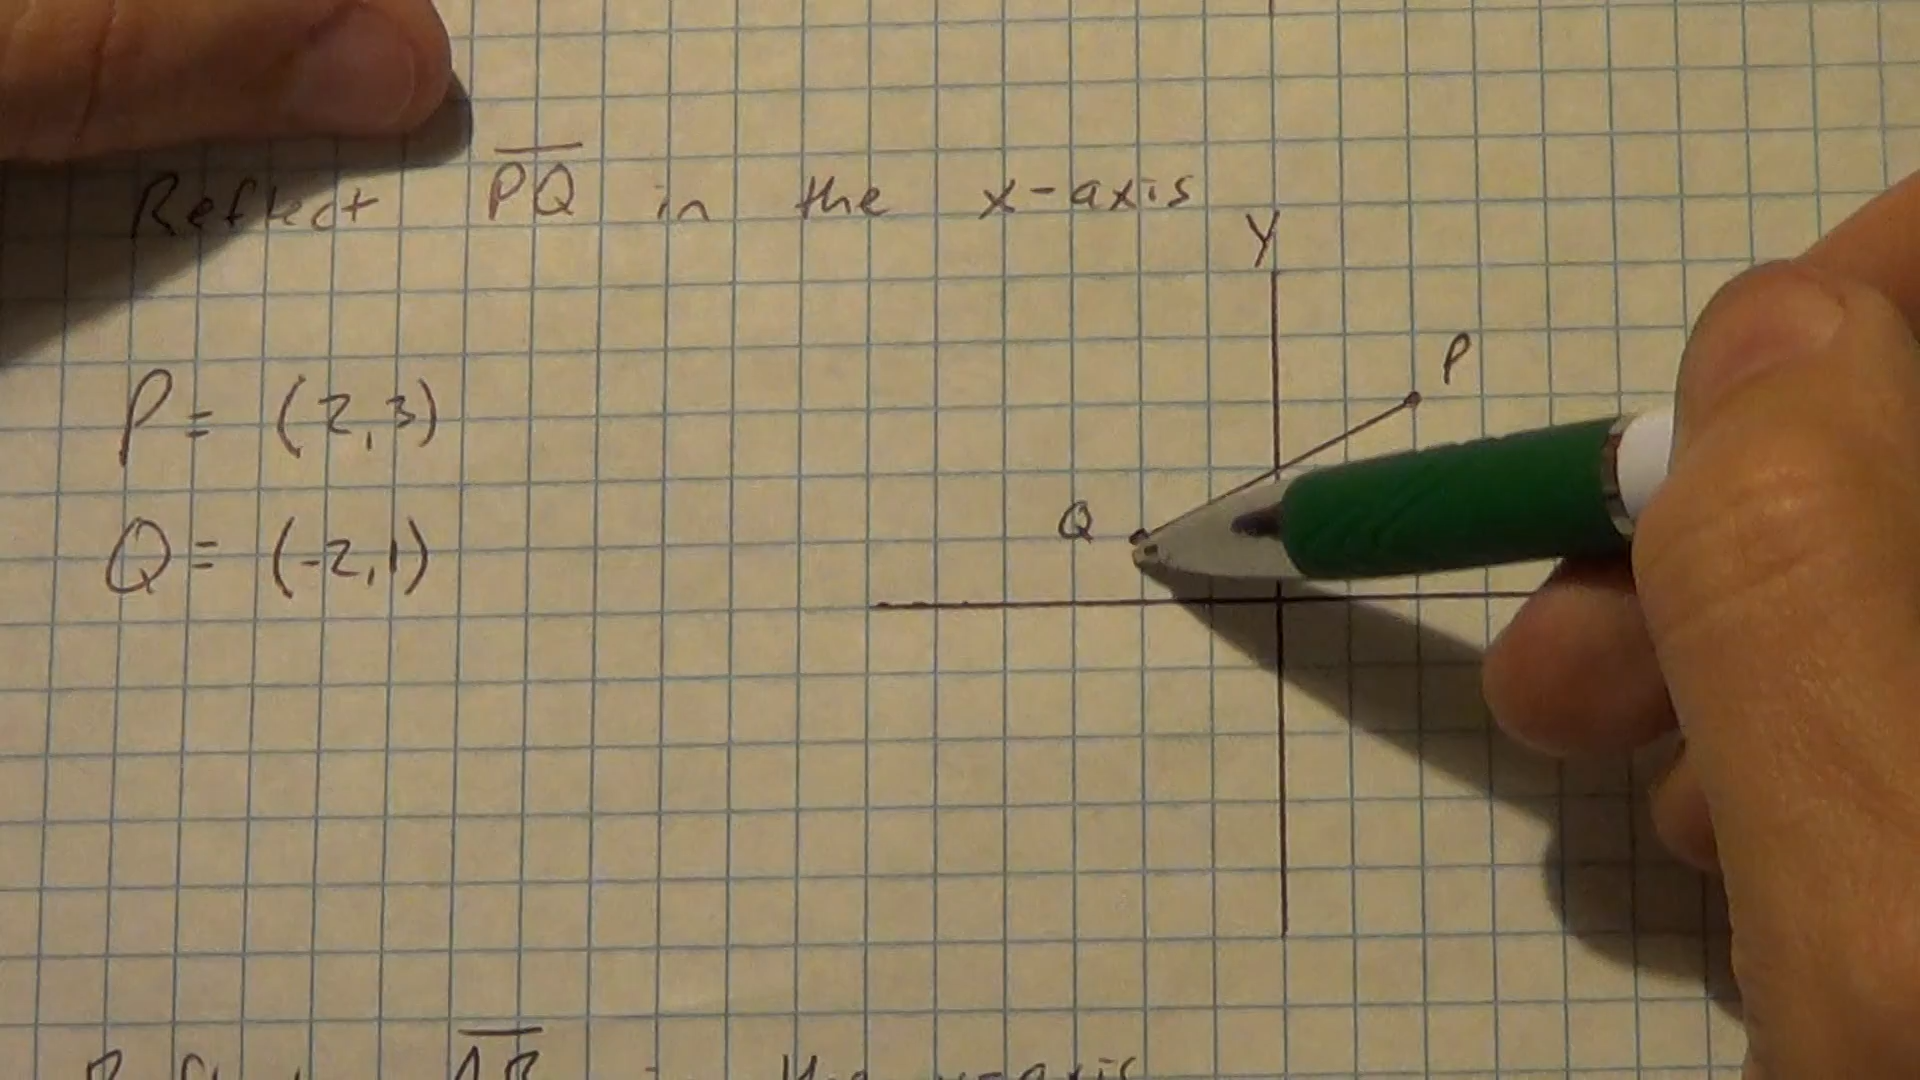 Reflect PQ in the x-axis
Y
P
P = (2,3)
Q
Q = (-2,1)